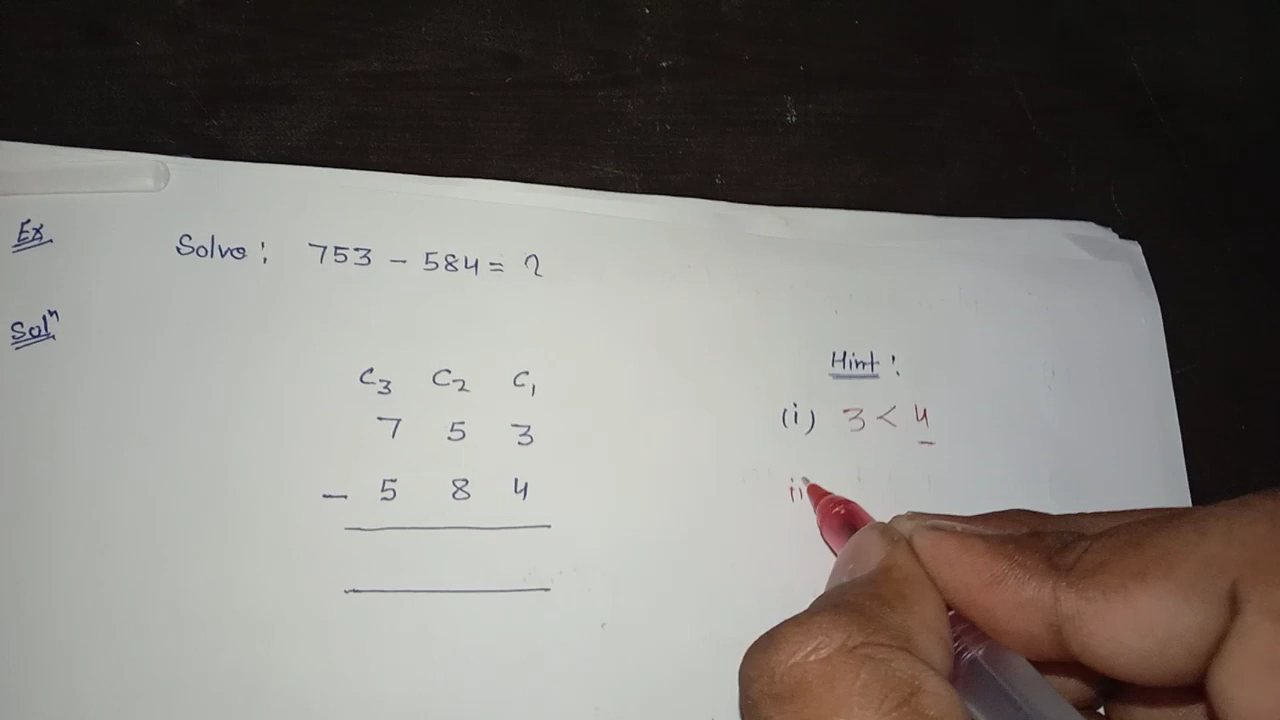 Ex Solve : 753 - 584 = ?
Solⁿ
C₃ C₂ C₁
7 5 3
- 5 8 4
Hint :
(i) 3 < 4
ii